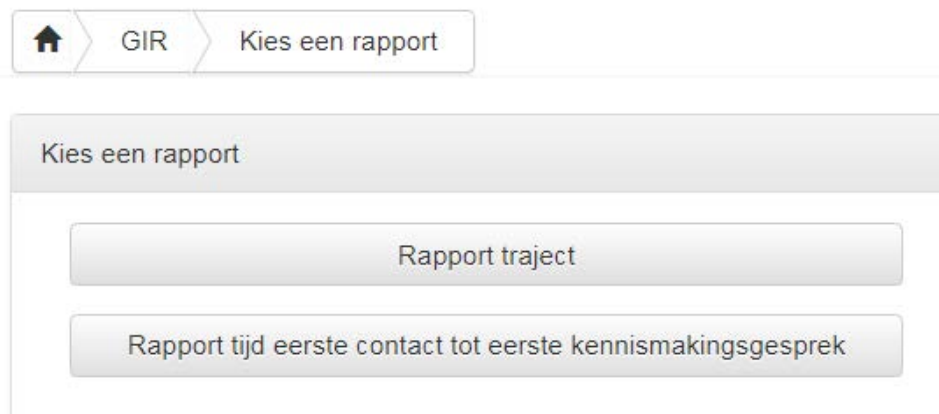 GIR Kies een rapport
Kies een rapport
Rapport traject
Rapport tijd eerste contact tot eerste kennismakingsgesprek